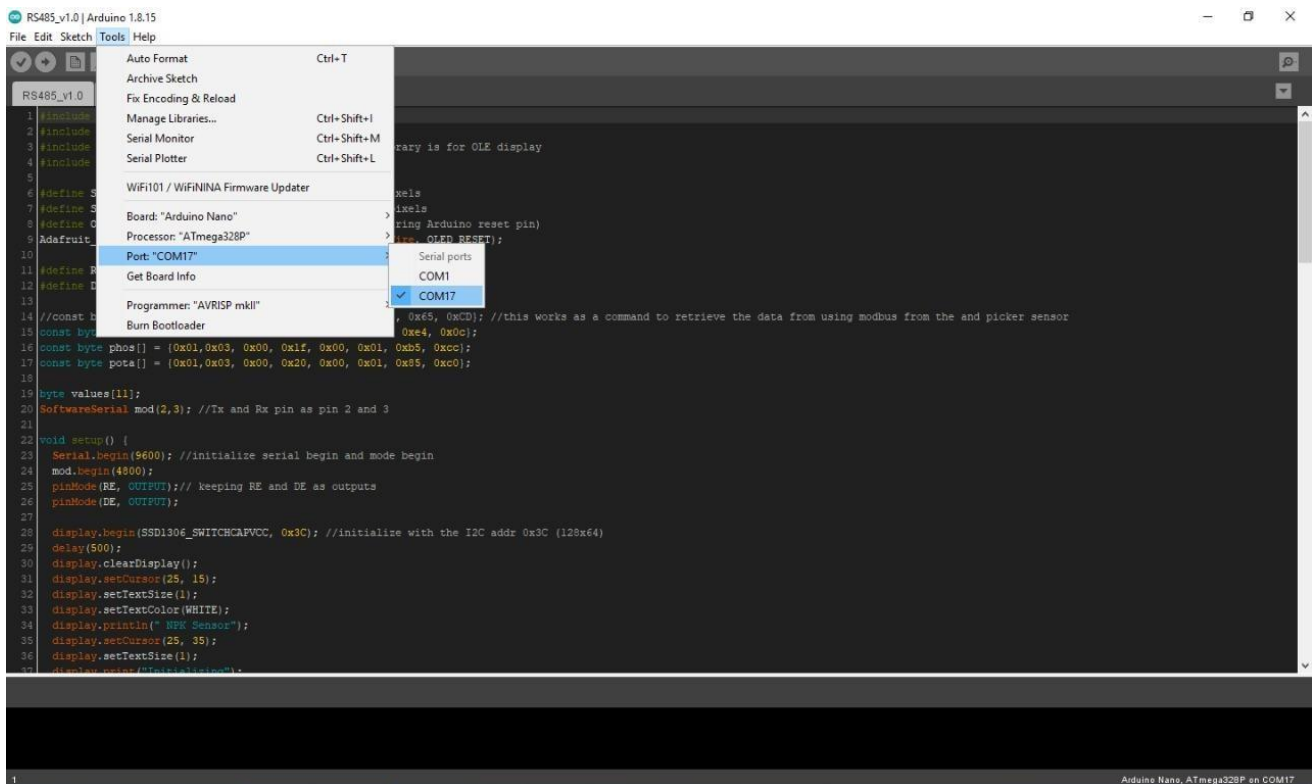 RS485_v1.0 | Arduino 1.8.15
File Edit Sketch Tools Help
Auto Format Ctrl+T
Archive Sketch
Fix Encoding & Reload
Manage Libraries... Ctrl+Shift+I
Serial Monitor Ctrl+Shift+M
Serial Plotter Ctrl+Shift+L
WiFi101 / WiFiNINA Firmware Updater
Board: "Arduino Nano"
Processor: "ATmega328P"
Port: "COM17"
Get Board Info
Programmer: "AVRISP mkII"
Burn Bootloader
Serial ports
COM1
COM17
RS485_v1.0
1 #include
2 #include
3 #include rary is for OLE display
4 #include
5
6 #define S xels
7 #define S ixels
8 #define O ring Arduino reset pin)
9 Adafruit_ ire, OLED_RESET);
10
11 #define R
12 #define D
13
14 //const b , 0x65, 0xCD}; //this works as a command to retrieve the data from using modbus from the and picker sensor
15 const byt 0xe4, 0x0c};
16 const byte phos[] = {0x01,0x03, 0x00, 0x1f, 0x00, 0x01, 0xb5, 0xcc};
17 const byte pota[] = {0x01,0x03, 0x00, 0x20, 0x00, 0x01, 0x85, 0xc0};
18
19 byte values[11];
20 SoftwareSerial mod(2,3); //Tx and Rx pin as pin 2 and 3
21
22 void setup() {
23 Serial.begin(9600); //initialize serial begin and mode begin
24 mod.begin(4800);
25 pinMode(RE, OUTPUT);// keeping RE and DE as outputs
26 pinMode(DE, OUTPUT);
27
28 display.begin(SSD1306_SWITCHCAPVCC, 0x3C); //initialize with the I2C addr 0x3C (128x64)
29 delay(500);
30 display.clearDisplay();
31 display.setCursor(25, 15);
32 display.setTextSize(1);
33 display.setTextColor(WHITE);
34 display.println(" NPK Sensor");
35 display.setCursor(25, 35);
36 display.setTextSize(1);
37 display.print("Initializing");
1 Arduino Nano, ATmega328P on COM17